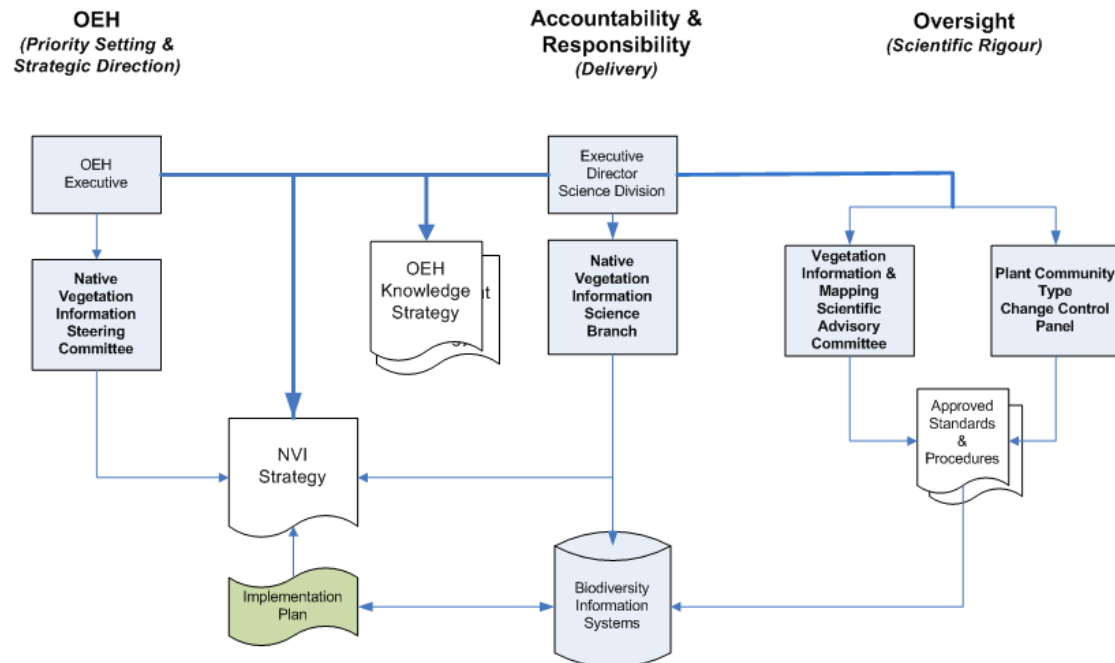 OEH
(Priority Setting &
Strategic Direction)
Accountability &
Responsibility
(Delivery)
Oversight
(Scientific Rigour)
OEH
Executive
Executive
Director
Science Division
Native
Vegetation
Information
Steering
Committee
OEH
Knowledge
Strategy
Native
Vegetation
Information
Science
Branch
Vegetation
Information &
Mapping
Scientific
Advisory
Committee
Plant Community
Type
Change Control
Panel
NVI
Strategy
Approved
Standards
&
Procedures
Implementation
Plan
Biodiversity
Information
Systems